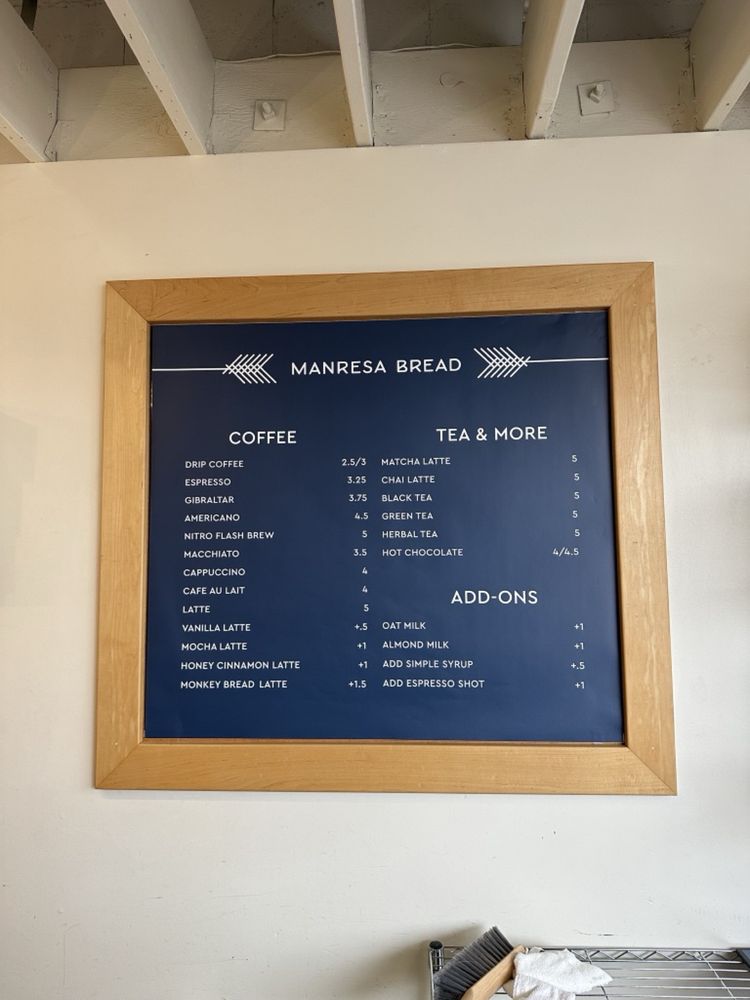 MANRESA BREAD
COFFEE
DRIP COFFEE 2.5/3
ESPRESSO 3.25
GIBRALTAR 3.75
AMERICANO 4.5
NITRO FLASH BREW 5
MACCHIATO 3.5
CAPPUCCINO 4
CAFE AU LAIT 4
LATTE 5
VANILLA LATTE +.5
MOCHA LATTE +1
HONEY CINNAMON LATTE +1
MONKEY BREAD LATTE +1.5
TEA & MORE
MATCHA LATTE 5
CHAI LATTE 5
BLACK TEA 5
GREEN TEA 5
HERBAL TEA 5
HOT CHOCOLATE 4/4.5
ADD-ONS
OAT MILK +1
ALMOND MILK +1
ADD SIMPLE SYRUP +.5
ADD ESPRESSO SHOT +1